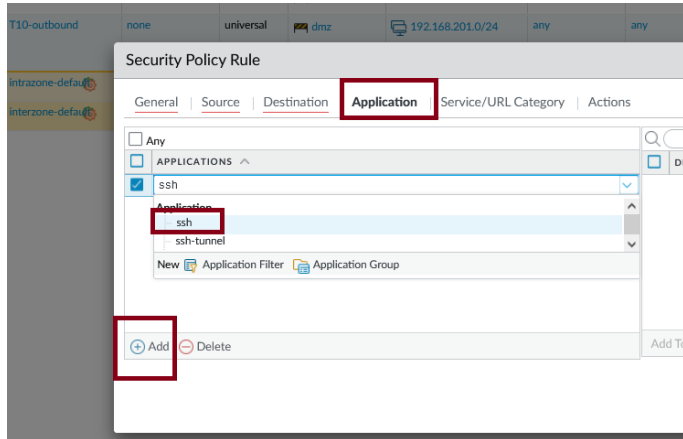 T10-outbound none universal dmz 192.168.201.0/24 any any
Security Policy Rule
intrazone-default
General Source Destination Application Service/URL Category Actions
interzone-default
Any
APPLICATIONS
ssh
Application
ssh
ssh-tunnel
New Application Filter Application Group
Add Delete Add To